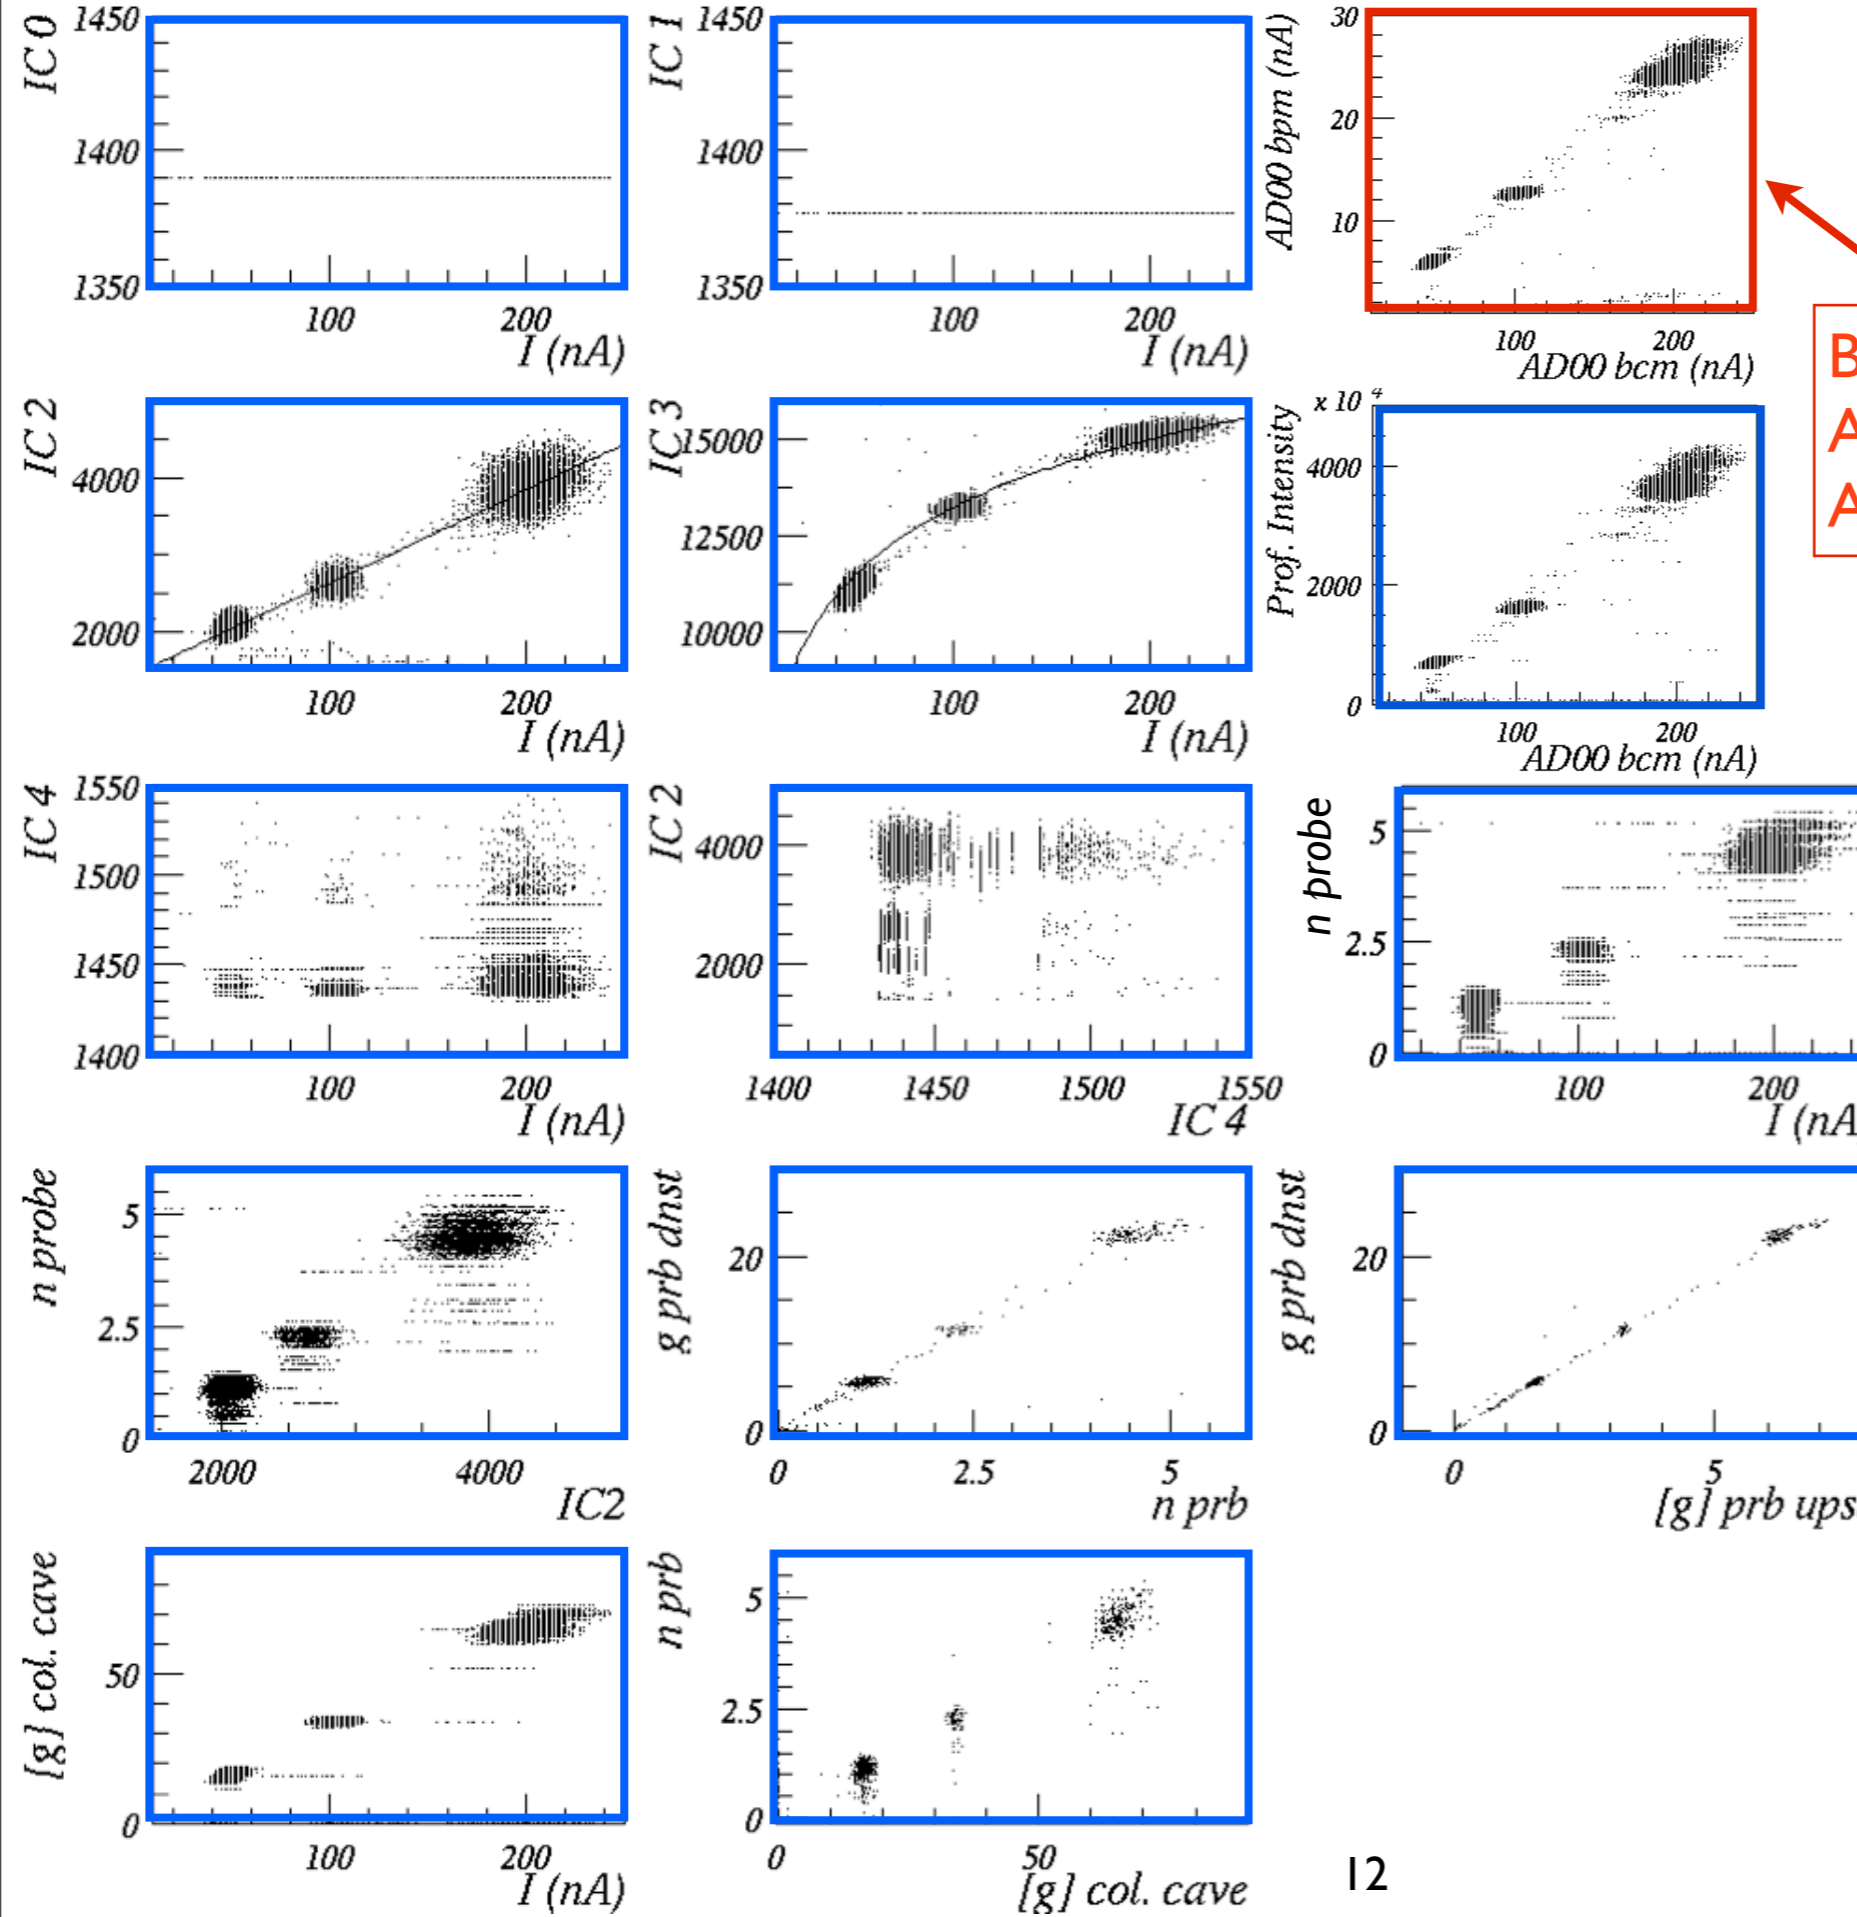 IC 0
1450
1400
1350
100 200
I (nA)
IC 1
1450
1400
1350
100 200
I (nA)
AD00 bpm (nA)
30
20
10
100 200
AD00 bcm (nA)
B
A
A
IC 2
4000
2000
100 200
I (nA)
IC 3
15000
12500
10000
100 200
I (nA)
Prof. Intensity
x 10 4
4000
2000
0
100 200
AD00 bcm (nA)
IC 4
1550
1500
1450
1400
100 200
I (nA)
IC 2
4000
2000
1400 1450 1500 1550
IC 4
n probe
5
2.5
0
100 200
I (nA
n probe
5
2.5
0
2000 4000
IC2
g prb dnst
20
0
0 2.5 5
n prb
g prb dnst
20
0
0 5
[g] prb ups
[g] col. cave
50
0
100 200
I (nA)
n prb
5
2.5
0
0 50
[g] col. cave
12